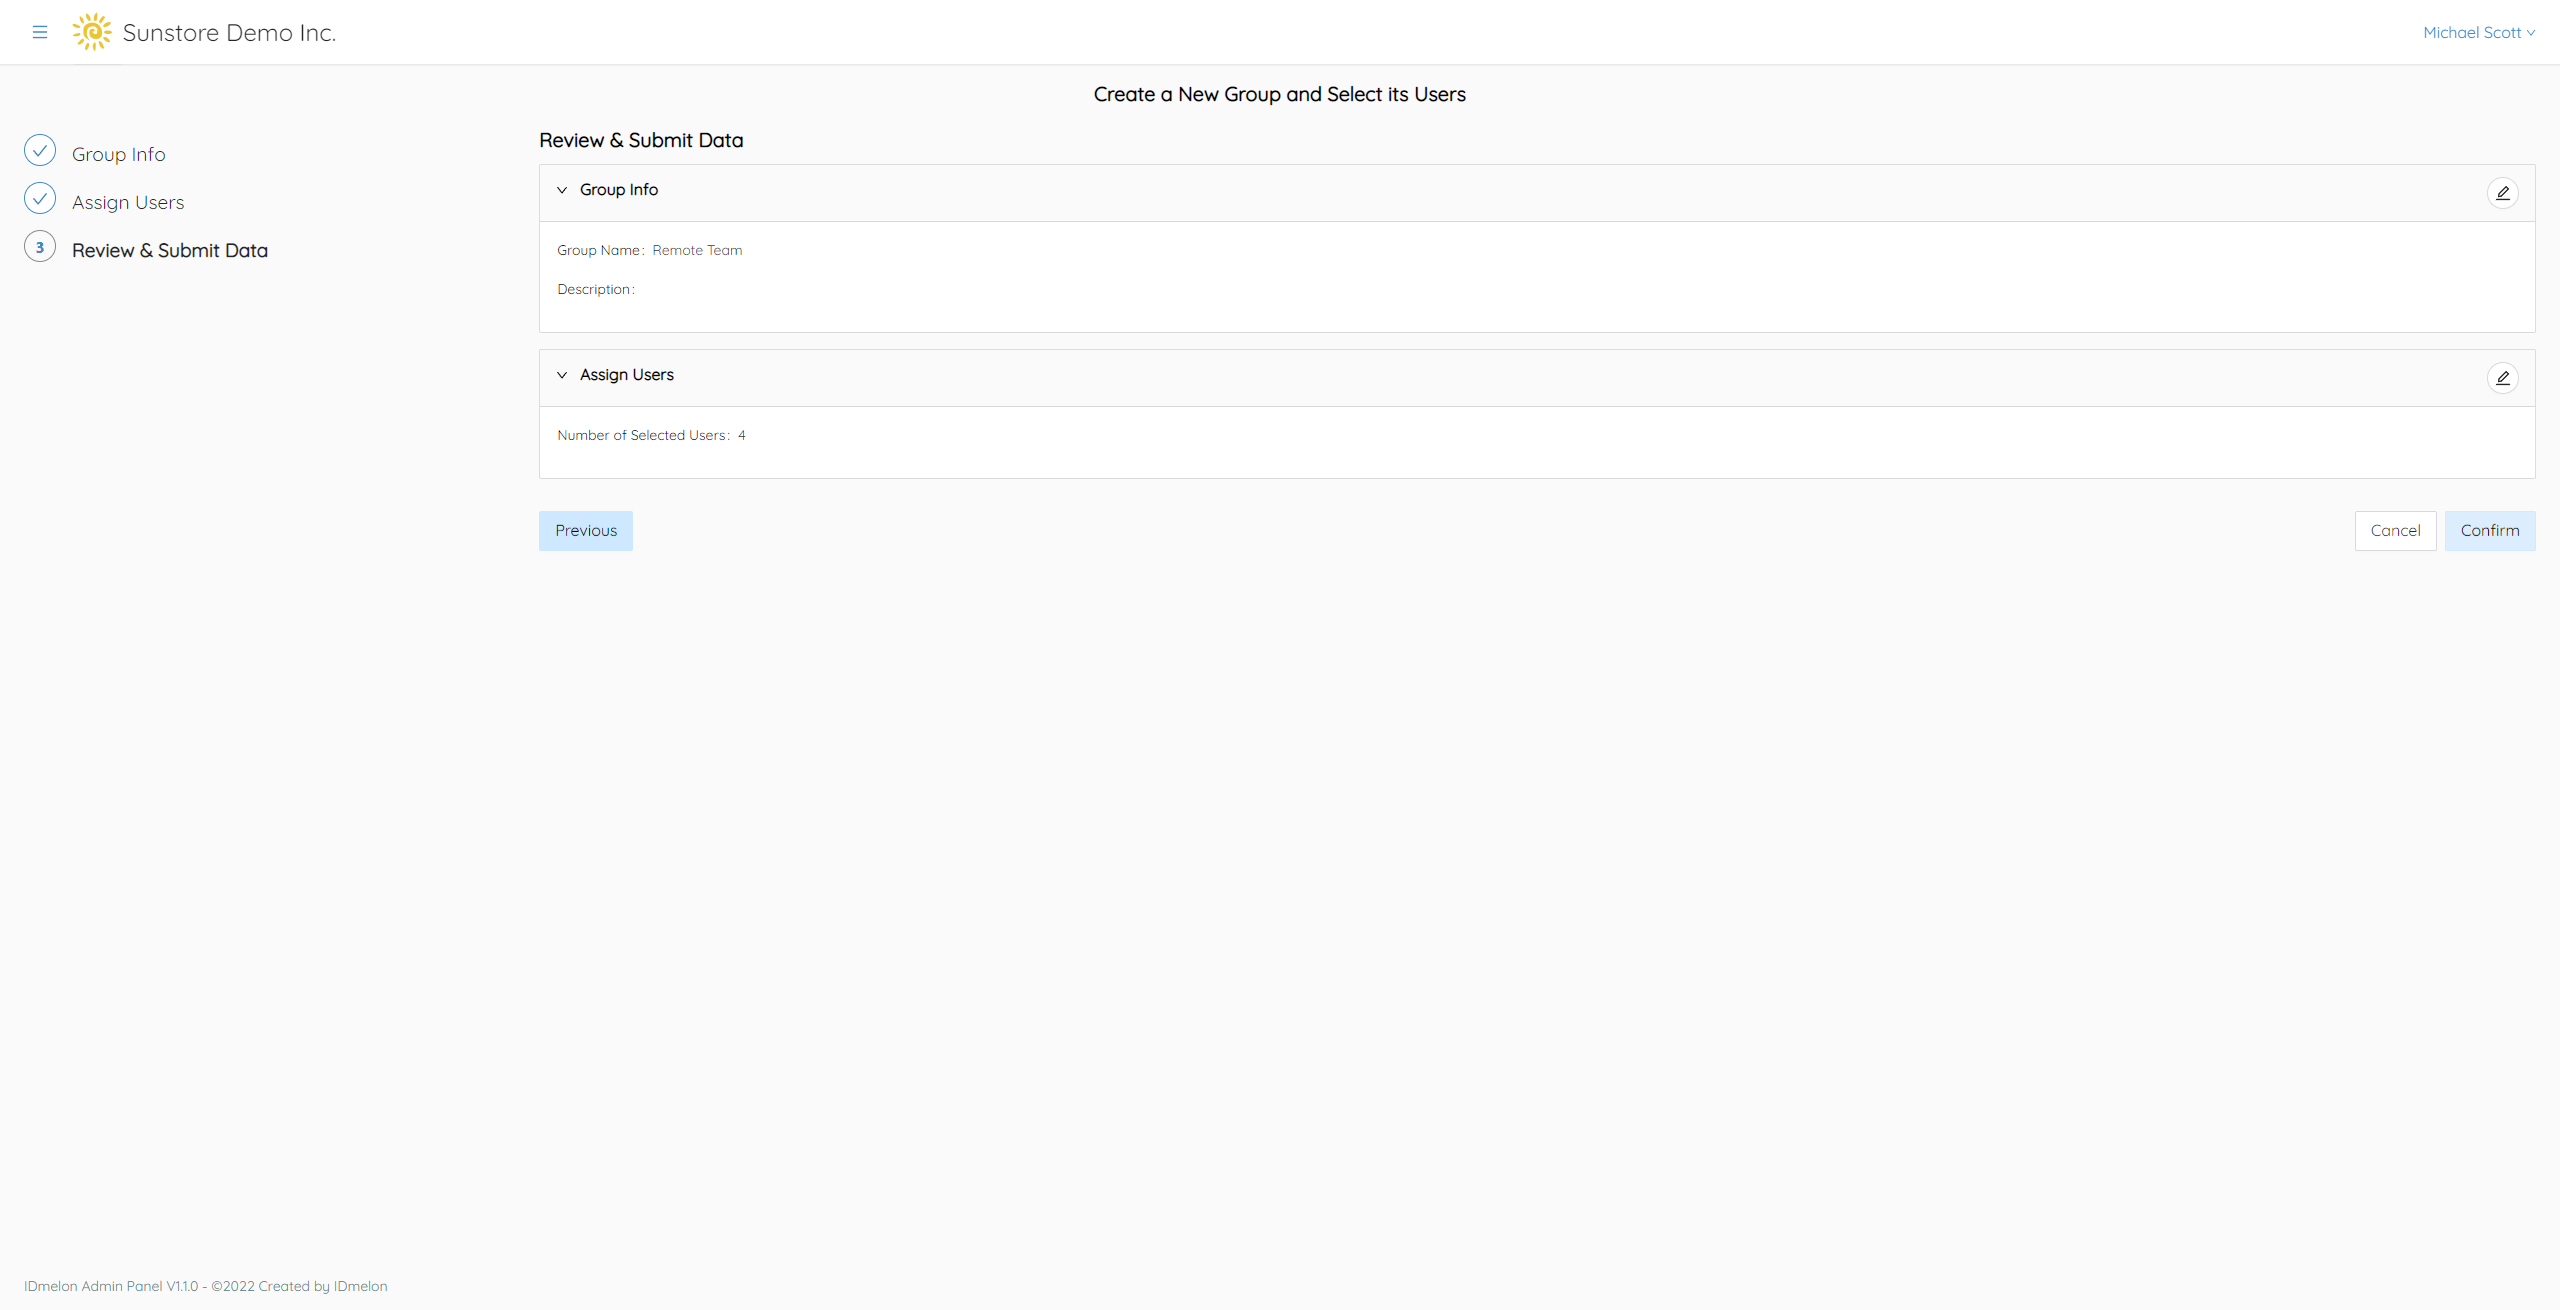 Sunstore Demo Inc.
Michael Scott
Create a New Group and Select its Users
Group Info
Assign Users
3 Review & Submit Data
Review & Submit Data
Group Info
Group Name: Remote Team
Description:
Assign Users
Number of Selected Users: 4
Previous
Cancel
Confirm
IDmelon Admin Panel V1.1.0 - ©2022 Created by IDmelon